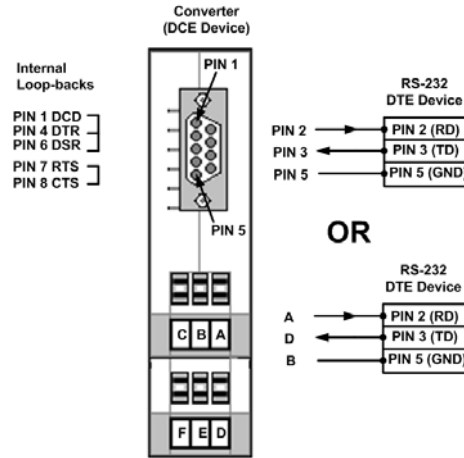 Converter
(DCE Device)
Internal
Loop-backs
PIN 1 DCD
PIN 4 DTR
PIN 6 DSR
PIN 7 RTS
PIN 8 CTS
PIN 1
PIN 5
C B A
F E D
RS-232
DTE Device
PIN 2 PIN 2 (RD)
PIN 3 PIN 3 (TD)
PIN 5 PIN 5 (GND)
OR
RS-232
DTE Device
A PIN 2 (RD)
D PIN 3 (TD)
B PIN 5 (GND)